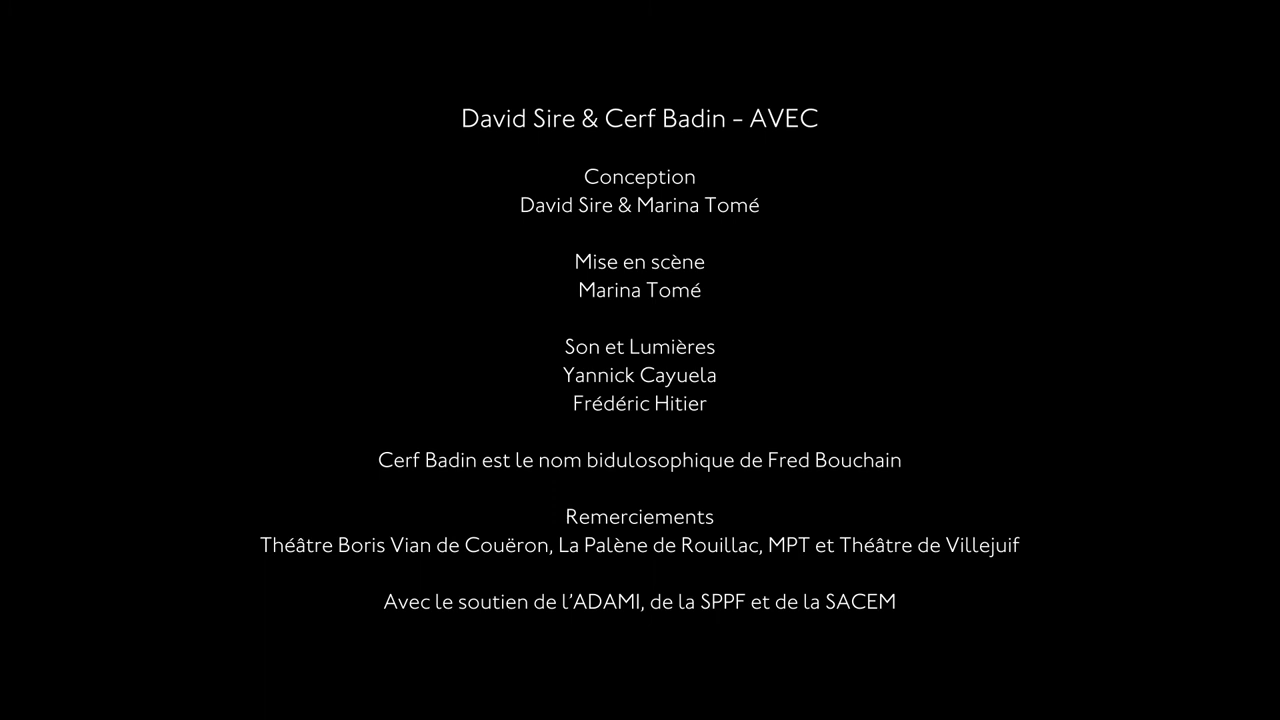 David Sire & Cerf Badin - AVEC
Conception
David Sire & Marina Tomé
Mise en scène
Marina Tomé
Son et Lumières
Yannick Cayuela
Frédéric Hitier
Cerf Badin est le nom bidulosophique de Fred Bouchain
Remerciements
Théâtre Boris Vian de Couëron, La Palène de Rouillac, MPT et Théâtre de Villejuif
Avec le soutien de l'ADAMI, de la SPPF et de la SACEM